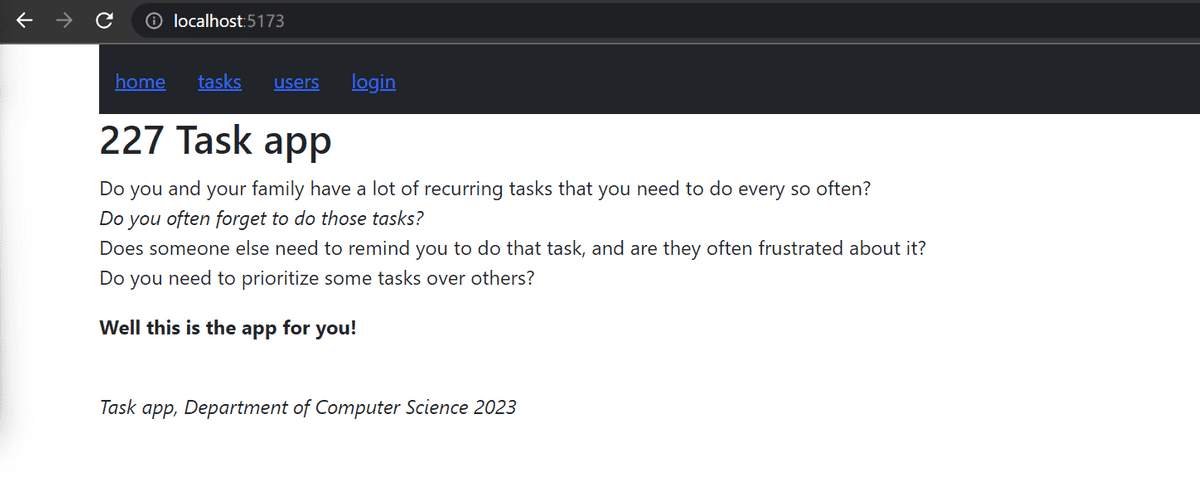 localhost:5173
home tasks users login
227 Task app
Do you and your family have a lot of recurring tasks that you need to do every so often?
Do you often forget to do those tasks?
Does someone else need to remind you to do that task, and are they often frustrated about it?
Do you need to prioritize some tasks over others?
Well this is the app for you!
Task app, Department of Computer Science 2023